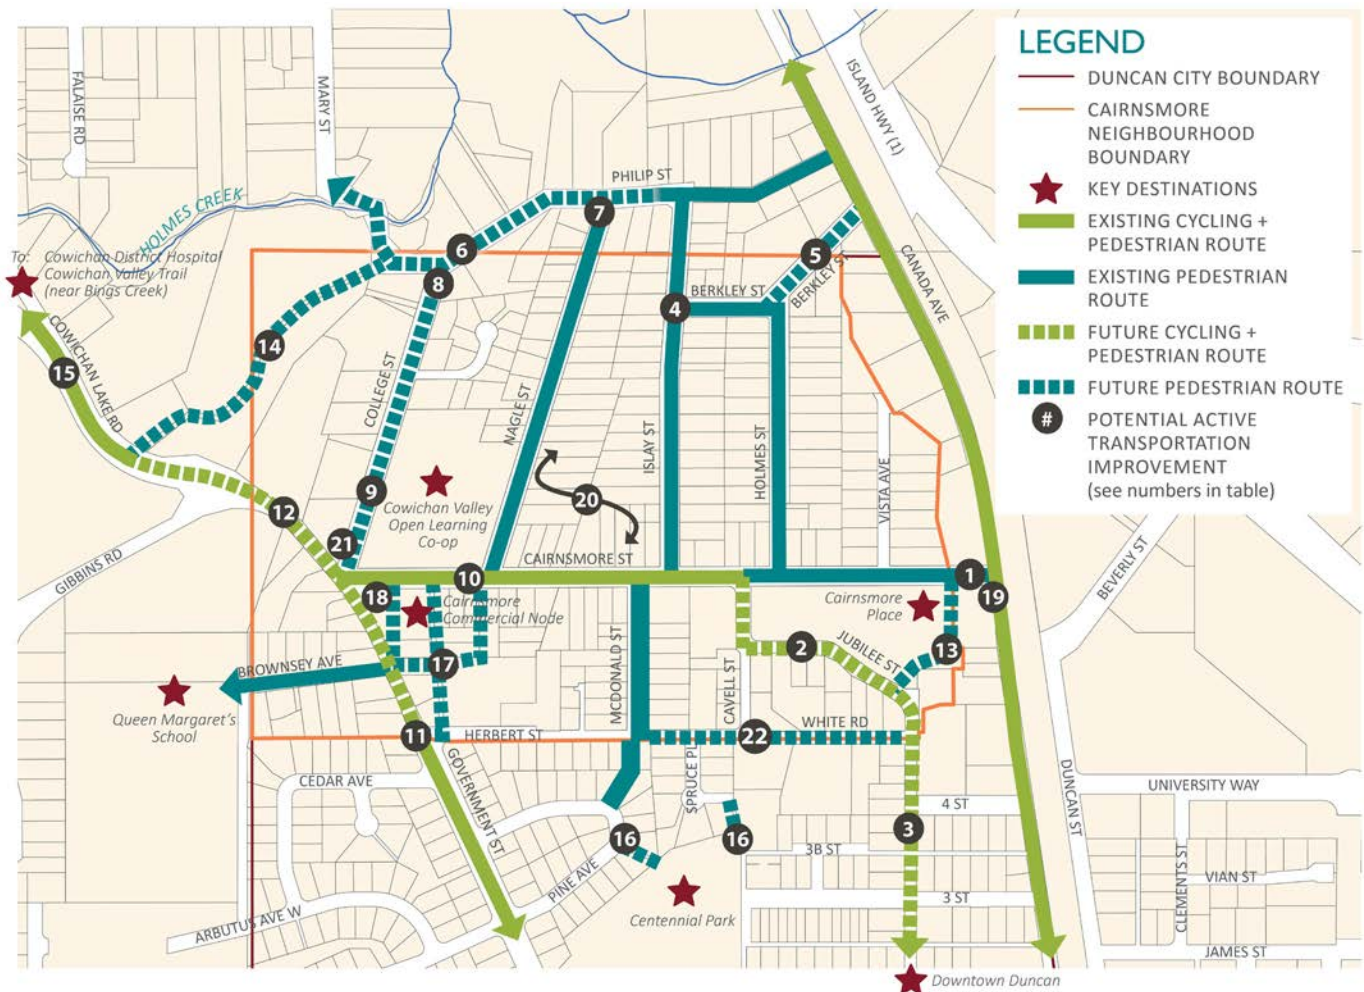 LEGEND
DUNCAN CITY BOUNDARY
CAIRNSMORE
NEIGHBOURHOOD
BOUNDARY
KEY DESTINATIONS
EXISTING CYCLING +
PEDESTRIAN ROUTE
EXISTING PEDESTRIAN
ROUTE
FUTURE CYCLING +
PEDESTRIAN ROUTE
FUTURE PEDESTRIAN ROUTE
#
POTENTIAL ACTIVE
TRANSPORTATION
IMPROVEMENT
(see numbers in table)
FALAISE RD
MARY ST
ISLAND HWY (1)
PHILIP ST
HOLMES CREEK
7
To: Cowichan District Hospital
Cowichan Valley Trail
(near Bings Creek)
6
5
CANADA AVE
8
BERKLEY ST
BERKLEY ST
4
COWICHAN LAKE RD
14
15
COLLEGE ST
NAGLE ST
ISLAY ST
HOLMES ST
VISTA AVE
9
20
12
Cowichan Valley
Open Learning
Co-op
21
GIBBINS RD
CAIRNSMORE ST
10
1
19
BEVERLY ST
18
Cairnsmore
Commercial Node
Cairnsmore
Place
JUBILEE ST
2
13
BROWNSEY AVE
17
MCDONALD ST
CAVELL ST
Queen Margaret's
School
11
HERBERT ST
22
WHITE RD
GOVERNMENT ST
CEDAR AVE
SPRUCE PL
DUNCAN ST
UNIVERSITY WAY
4 ST
3
16
16
3B ST
PINE AVE
CLEMENTS ST
VIAN ST
3 ST
Centennial Park
ARBUTUS AVE W
JAMES ST
Downtown Duncan